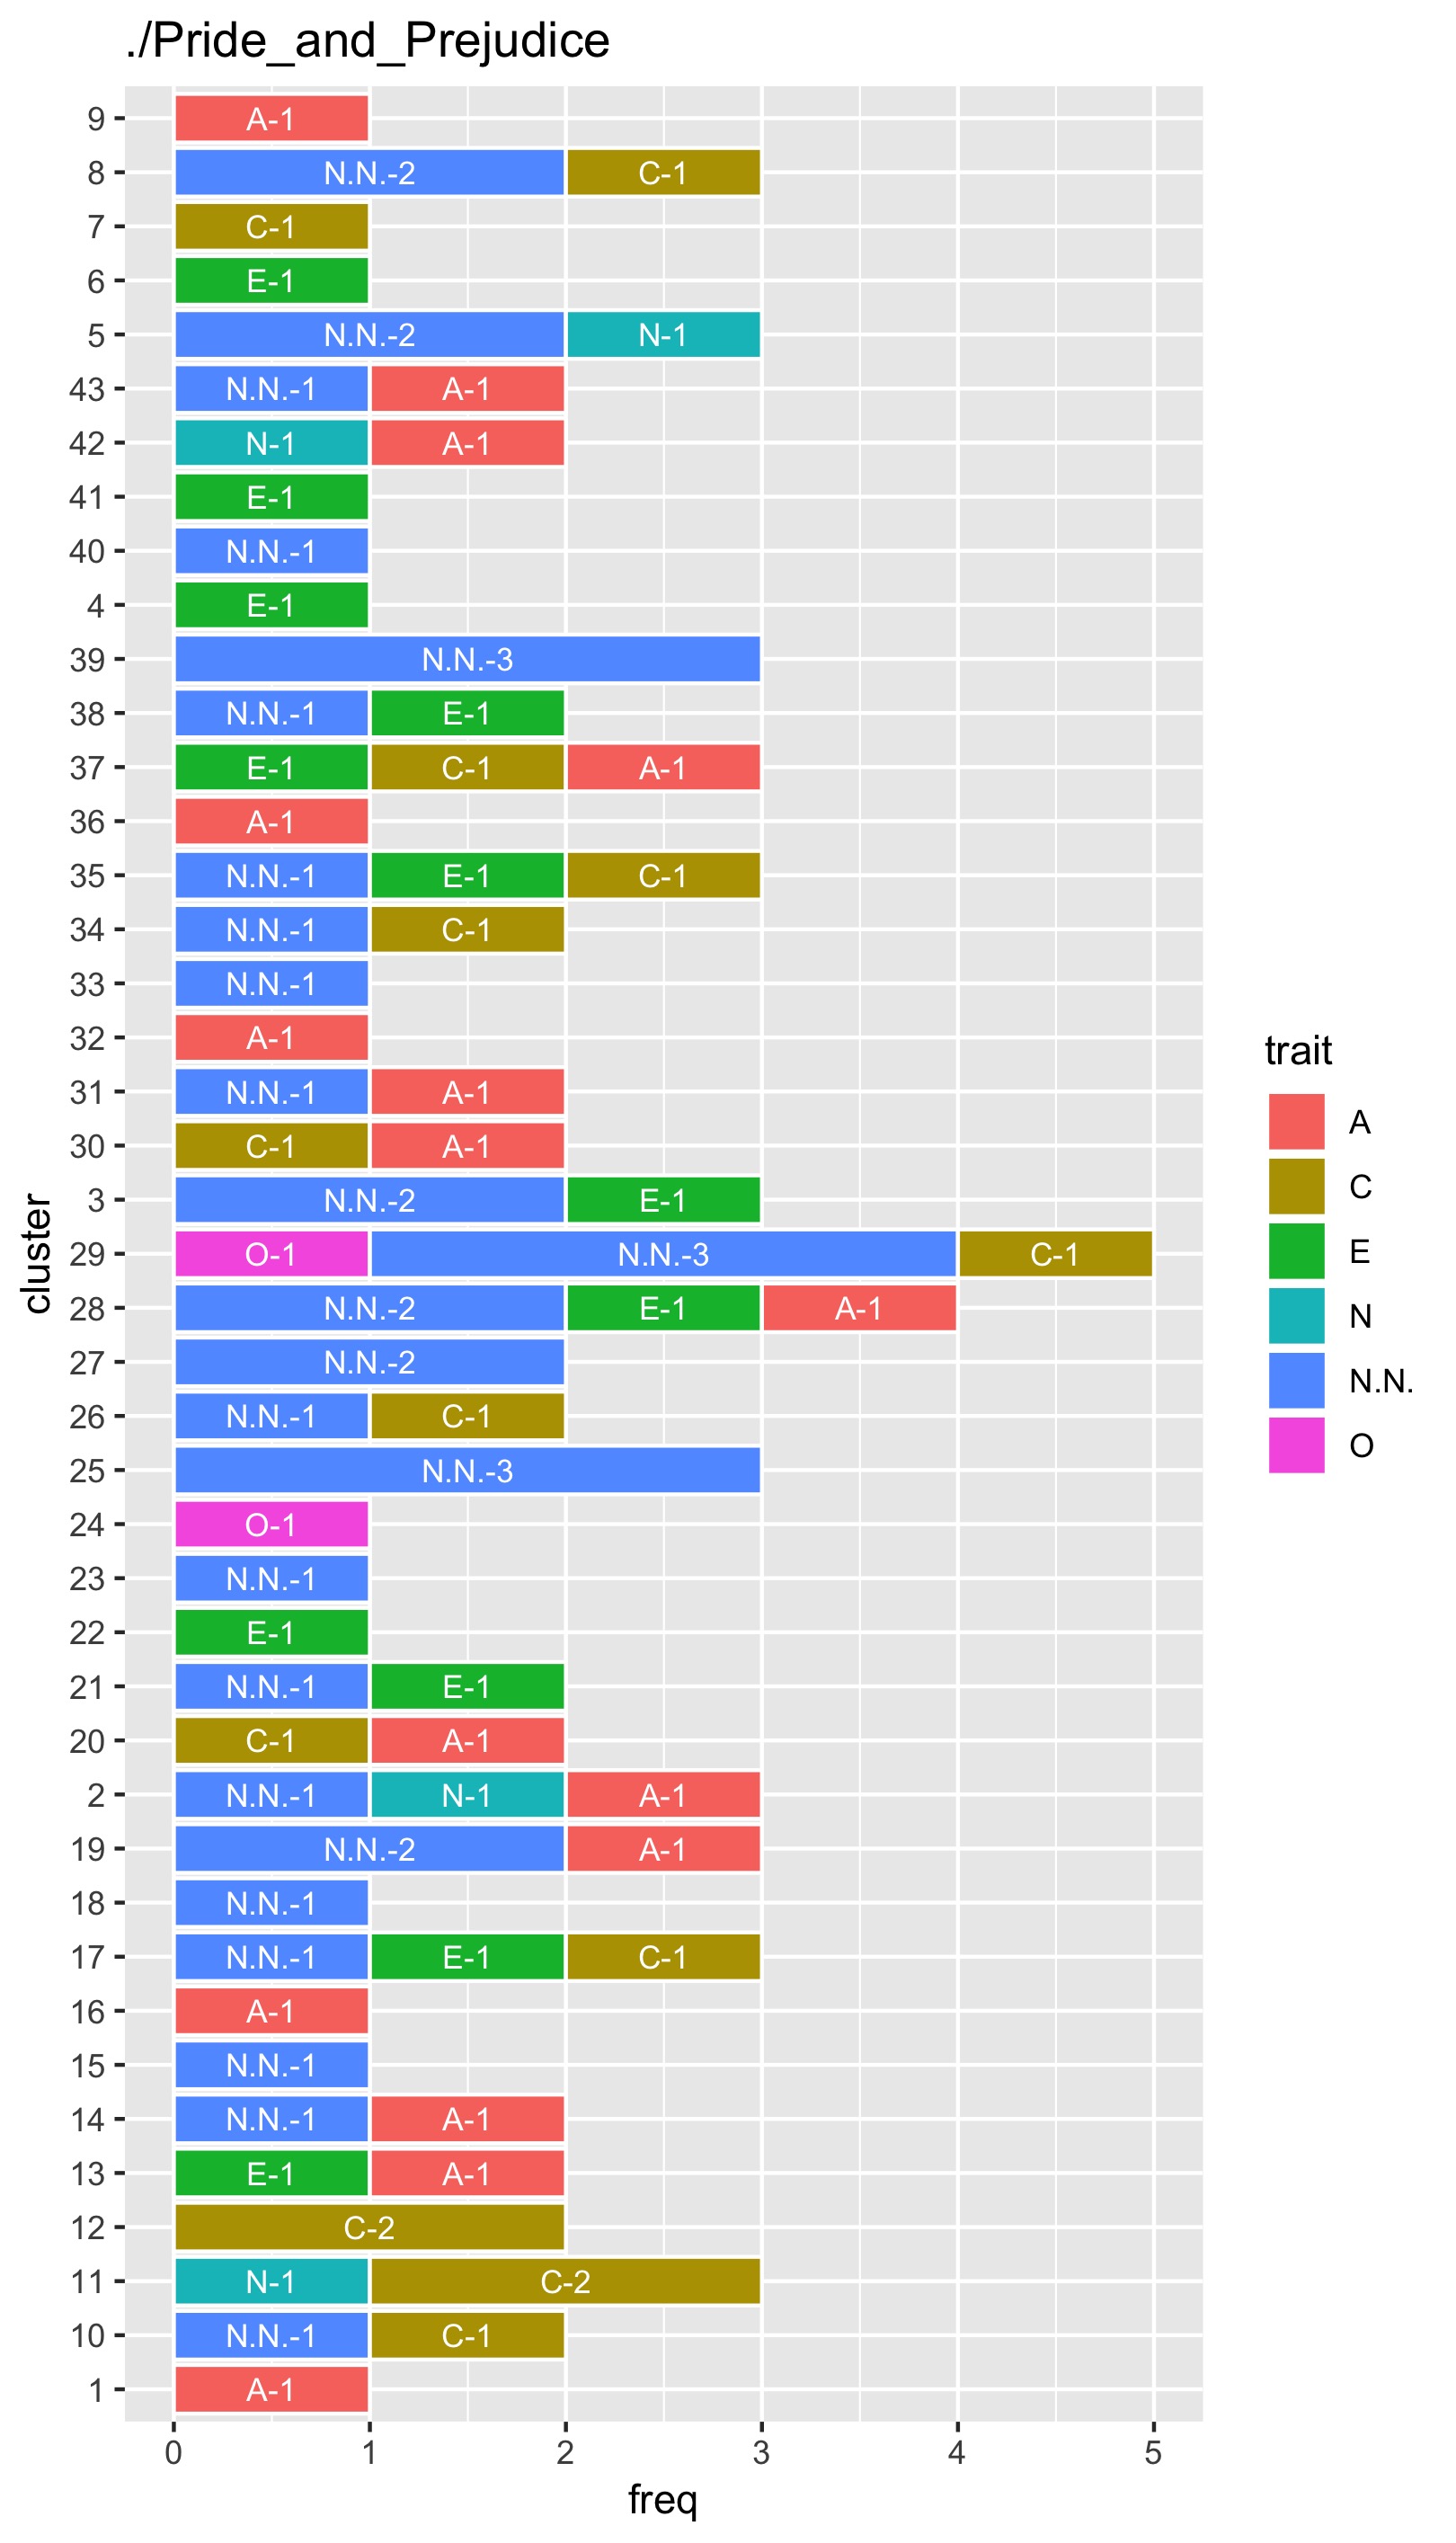 ./Pride_and_Prejudice
9 A-1
8 N.N.-2 C-1
7 C-1
6 E-1
5 N.N.-2 N-1
43 N.N.-1 A-1
42 N-1 A-1
41 E-1
40 N.N.-1
4 E-1
39 N.N.-3
38 N.N.-1 E-1
37 E-1 C-1 A-1
36 A-1
35 N.N.-1 E-1 C-1
34 N.N.-1 C-1
33 N.N.-1
32 A-1
31 N.N.-1 A-1
30 C-1 A-1
3 N.N.-2 E-1
29 O-1 N.N.-3 C-1
28 N.N.-2 E-1 A-1
27 N.N.-2
26 N.N.-1 C-1
25 N.N.-3
24 O-1
23 N.N.-1
22 E-1
21 N.N.-1 E-1
20 C-1 A-1
2 N.N.-1 N-1 A-1
19 N.N.-2 A-1
18 N.N.-1
17 N.N.-1 E-1 C-1
16 A-1
15 N.N.-1
14 N.N.-1 A-1
13 E-1 A-1
12 C-2
11 N-1 C-2
10 N.N.-1 C-1
1 A-1
0 1 2 3 4 5
freq
cluster
trait
A
C
E
N
N.N.
O